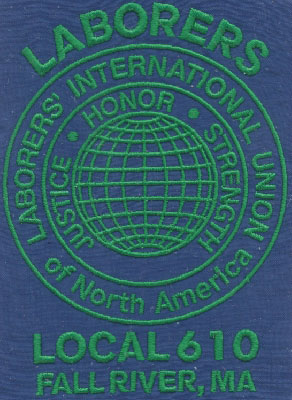 LABORERS
LABORERS' INTERNATIONAL UNION
of North America
JUSTICE • HONOR • STRENGTH
LOCAL 610
FALL RIVER, MA